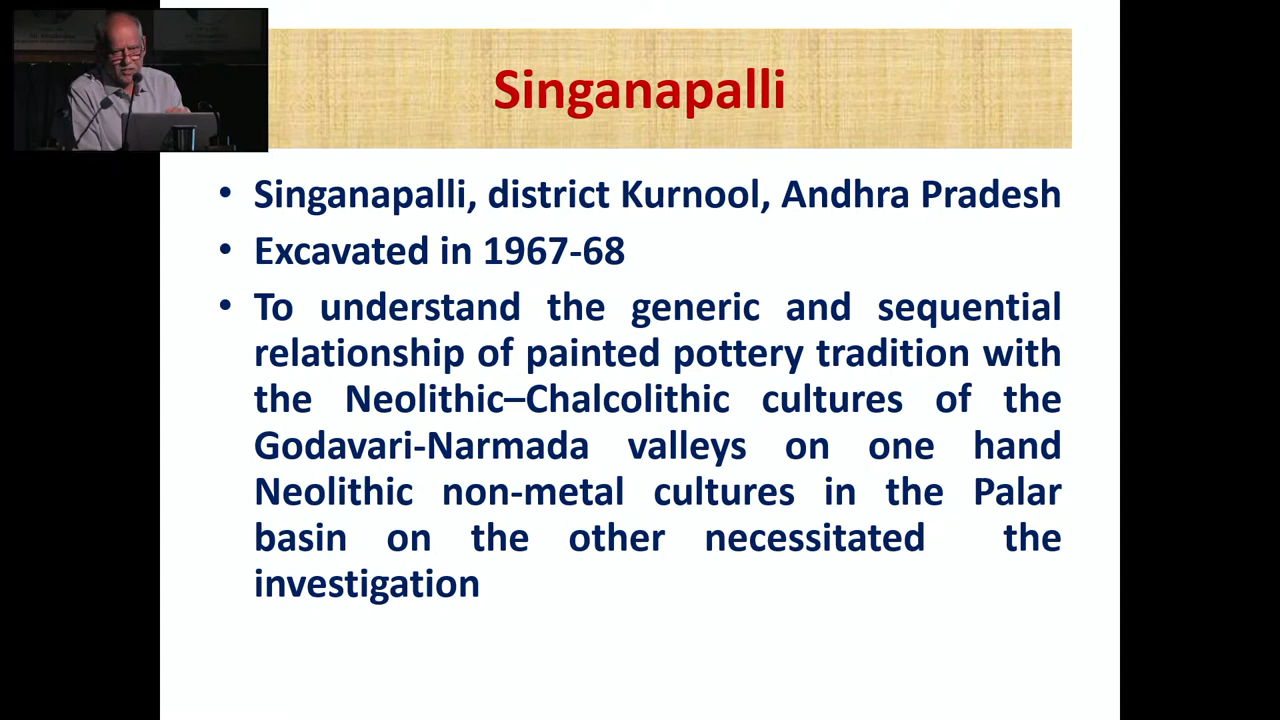 Singanapalli
• Singanapalli, district Kurnool, Andhra Pradesh
• Excavated in 1967-68
• To understand the generic and sequential
relationship of painted pottery tradition with
the Neolithic–Chalcolithic cultures of the
Godavari-Narmada valleys on one hand
Neolithic non-metal cultures in the Palar
basin on the other necessitated the
investigation